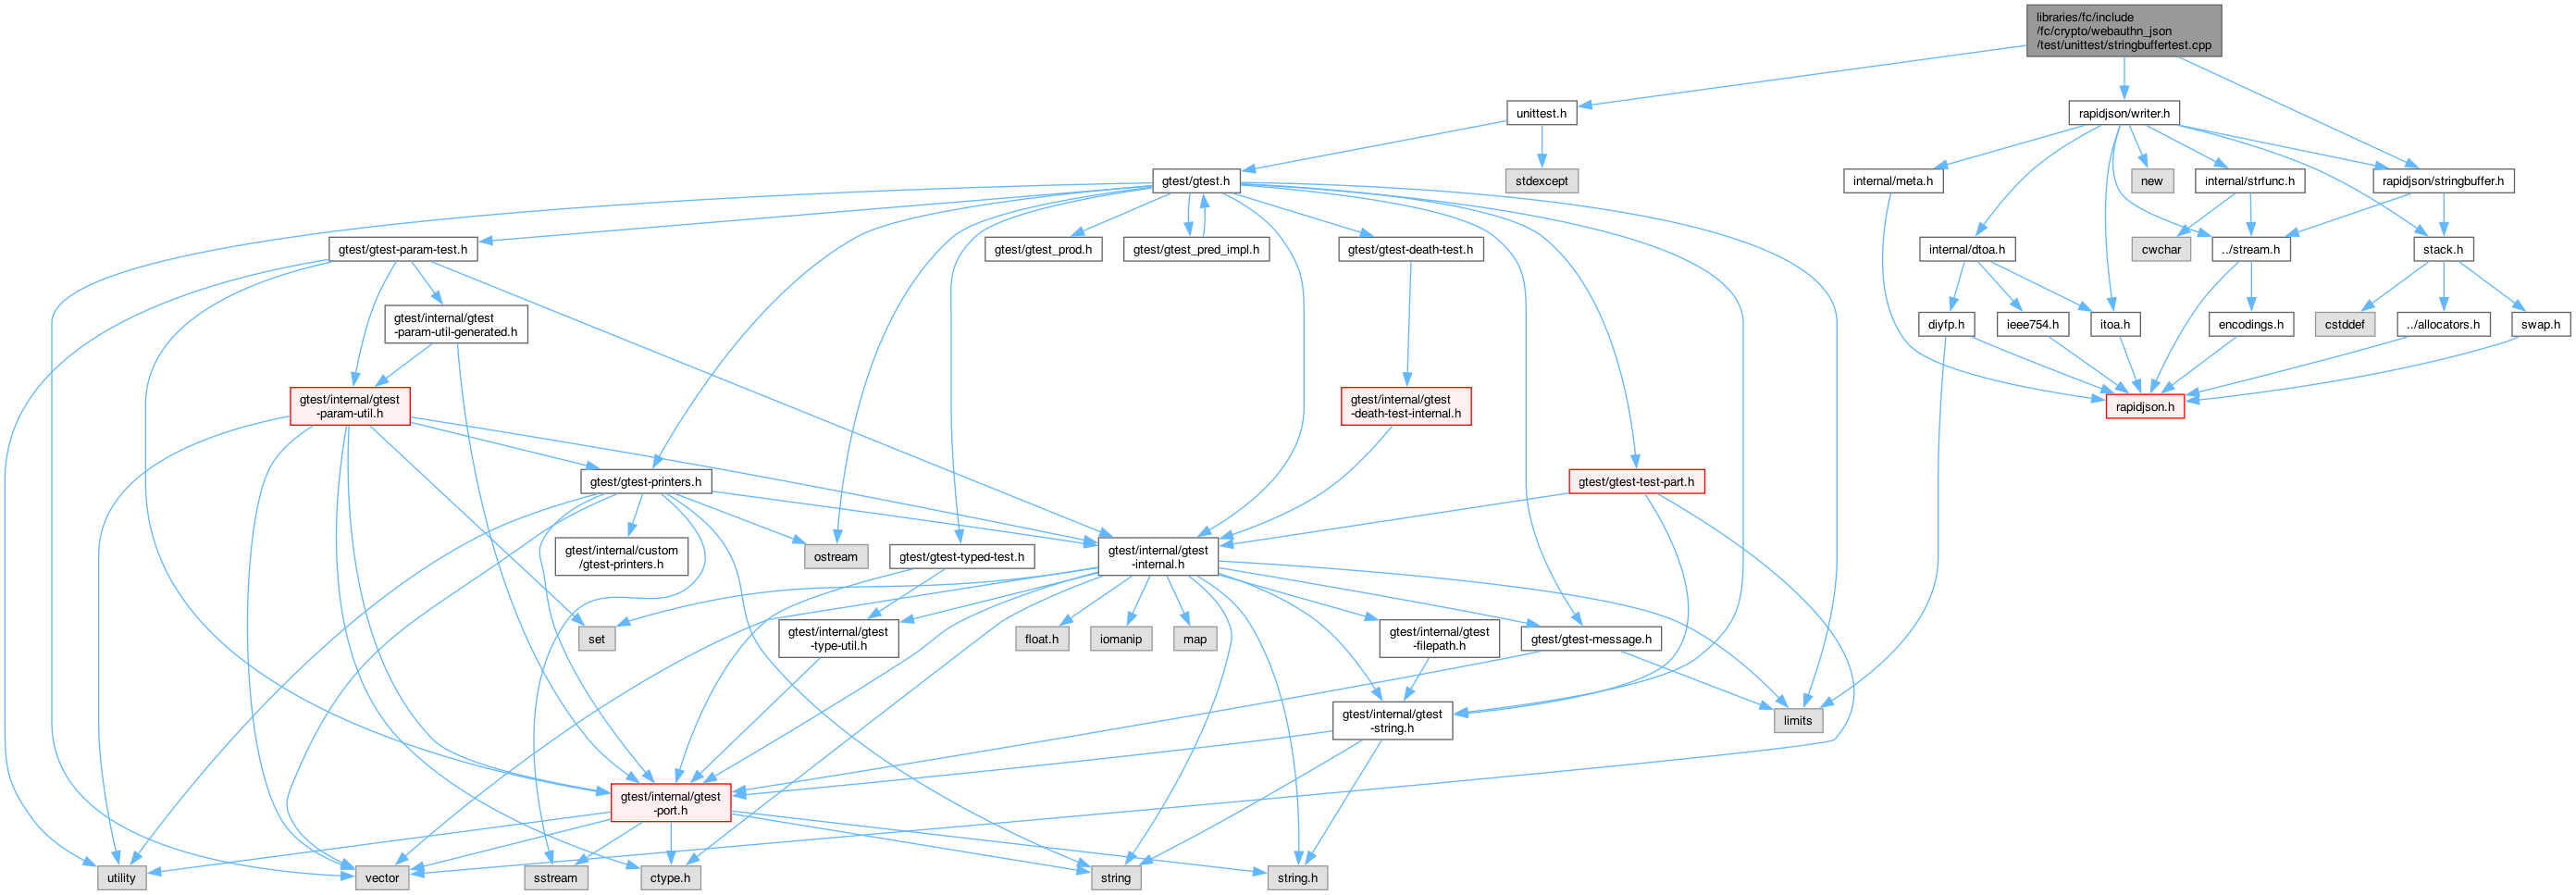 libraries/fc/include
/fc/crypto/webauthn_json
/test/unittest/stringbuffertest.cpp
unittest.h
rapidjson/writer.h
gtest/gtest.h
stdexcept
internal/meta.h
new
internal/strfunc.h
rapidjson/stringbuffer.h
gtest/gtest-param-test.h
gtest/gtest_prod.h
gtest/gtest_pred_impl.h
gtest/gtest-death-test.h
internal/dtoa.h
cwchar
../stream.h
stack.h
gtest/internal/gtest
-param-util-generated.h
diyfp.h
ieee754.h
itoa.h
encodings.h
cstddef
../allocators.h
swap.h
gtest/internal/gtest
-param-util.h
gtest/internal/gtest
-death-test-internal.h
rapidjson.h
gtest/gtest-printers.h
gtest/gtest-test-part.h
gtest/internal/custom
/gtest-printers.h
ostream
gtest/gtest-typed-test.h
gtest/internal/gtest
-internal.h
set
gtest/internal/gtest
-type-util.h
float.h
iomanip
map
gtest/internal/gtest
-filepath.h
gtest/gtest-message.h
gtest/internal/gtest
-string.h
limits
gtest/internal/gtest
-port.h
utility
vector
sstream
ctype.h
string
string.h